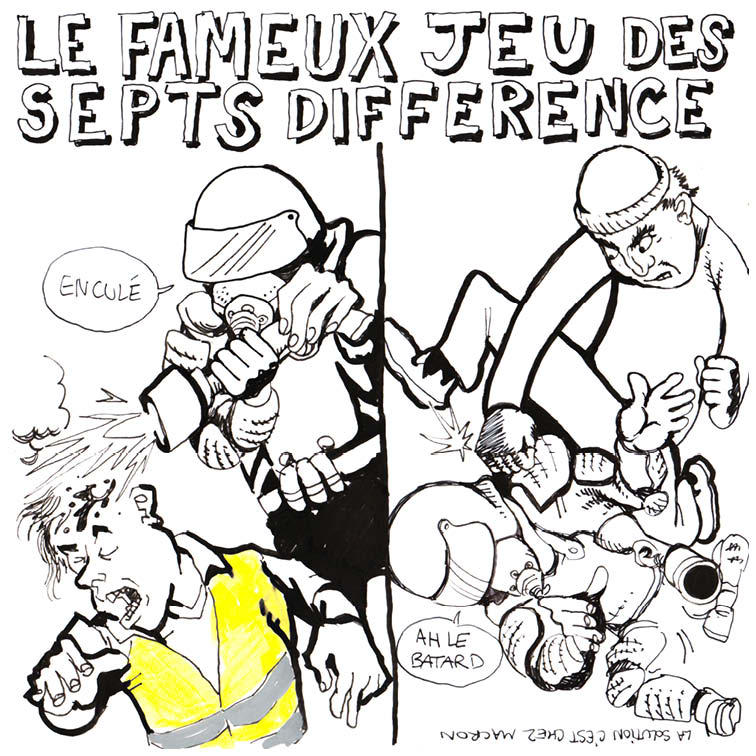 LE FAMEUX JEU DES
SEPTS DIFFERENCE
ENCULÉ
AH LE
BATARD
LA SOLUTION C'EST CHEZ MACRON